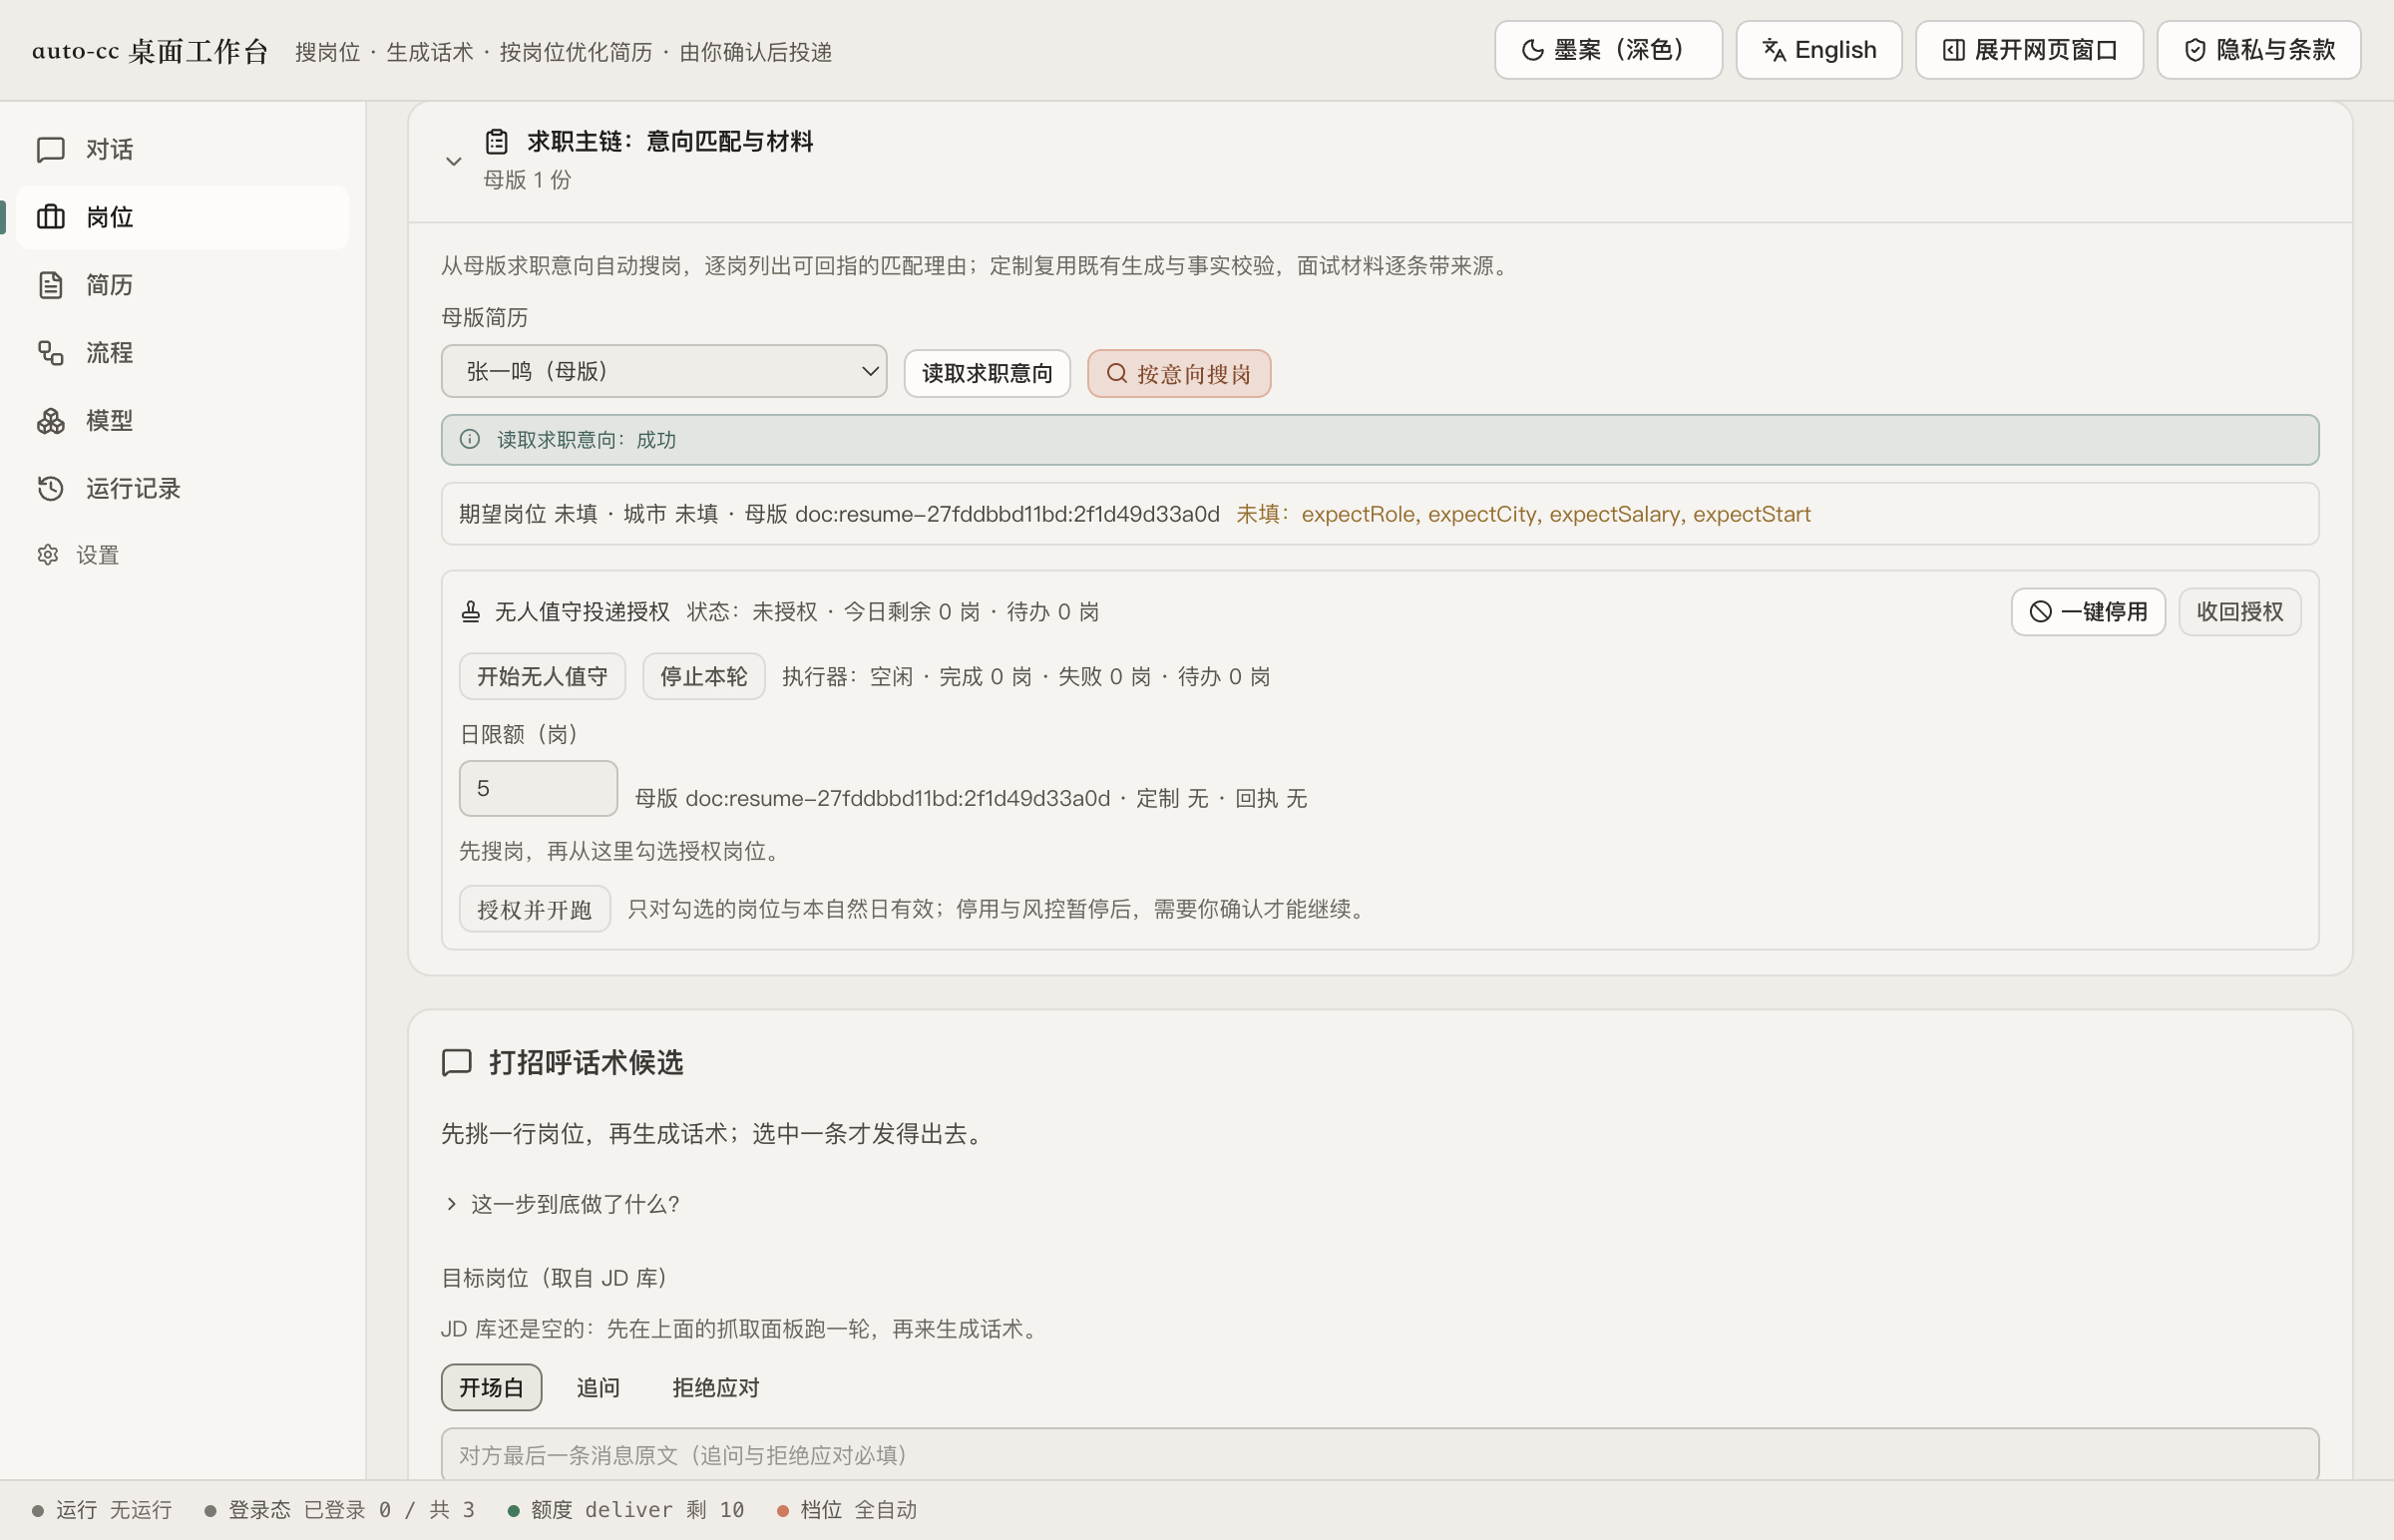 auto-cc 桌面工作台
搜岗位 · 生成话术 · 按岗位优化简历 · 由你确认后投递
墨案（深色）
English
展开网页窗口
隐私与条款
对话
岗位
简历
流程
模型
运行记录
设置
求职主链：意向匹配与材料
母版 1 份
从母版求职意向自动搜岗，逐岗列出可回指的匹配理由；定制复用既有生成与事实校验，面试材料逐条带来源。
母版简历
张一鸣（母版）
读取求职意向
按意向搜岗
读取求职意向：成功
期望岗位 未填 · 城市 未填 · 母版 doc:resume-27fddbbd11bd:2f1d49d33a0d 未填：expectRole, expectCity, expectSalary, expectStart
无人值守投递授权 状态：未授权 · 今日剩余 0 岗 · 待办 0 岗
一键停用
收回授权
开始无人值守
停止本轮
执行器：空闲 · 完成 0 岗 · 失败 0 岗 · 待办 0 岗
日限额（岗）
5
母版 doc:resume-27fddbbd11bd:2f1d49d33a0d · 定制 无 · 回执 无
先搜岗，再从这里勾选授权岗位。
授权并开跑
只对勾选的岗位与本自然日有效；停用与风控暂停后，需要你确认才能继续。
打招呼话术候选
先挑一行岗位，再生成话术；选中一条才发得出去。
这一步到底做了什么？
目标岗位（取自 JD 库）
JD 库还是空的：先在上面的抓取面板跑一轮，再来生成话术。
开场白
追问
拒绝应对
对方最后一条消息原文（追问与拒绝应对必填）
运行 无运行
登录态 已登录 0 / 共 3
额度 deliver 剩 10
档位 全自动